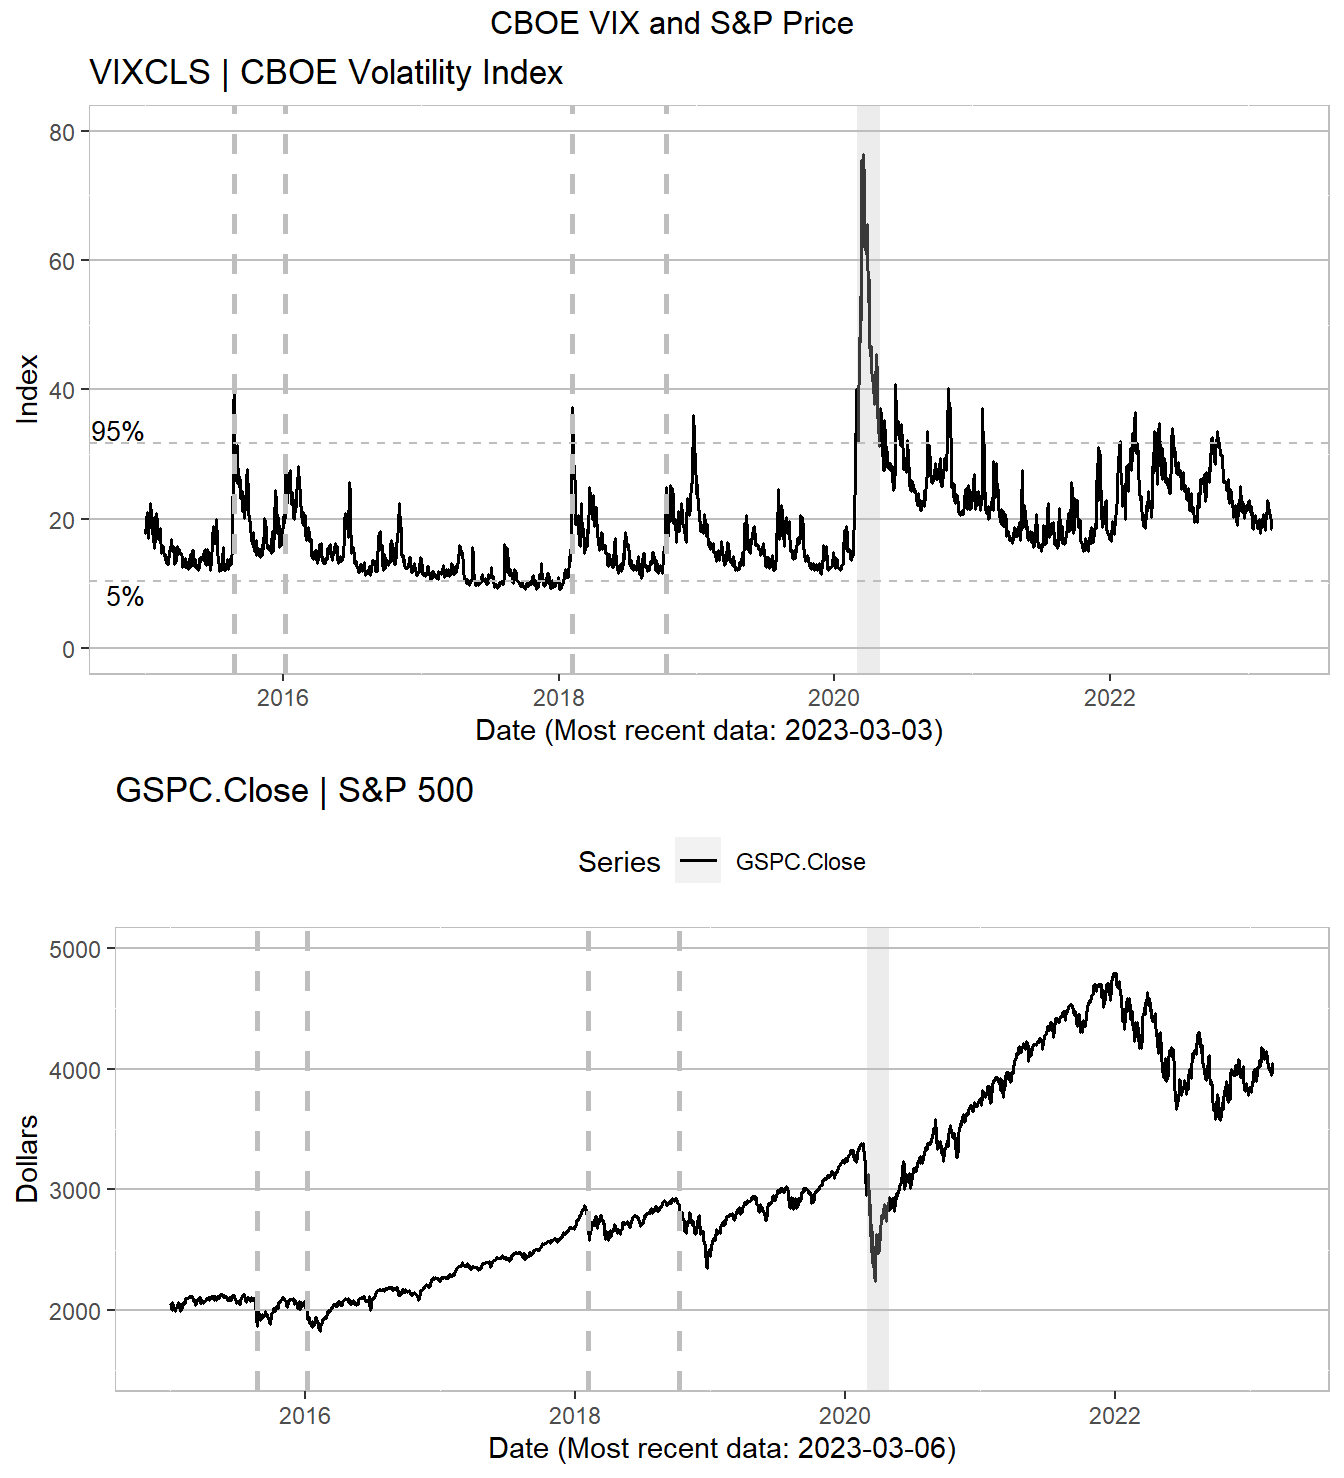 CBOE VIX and S&P Price
VIXCLS | CBOE Volatility Index
80
60
40
20
0
Index
95%
5%
2016 2018 2020 2022
Date (Most recent data: 2023-03-03)
GSPC.Close | S&P 500
Series GSPC.Close
5000
4000
3000
2000
Dollars
2016 2018 2020 2022
Date (Most recent data: 2023-03-06)